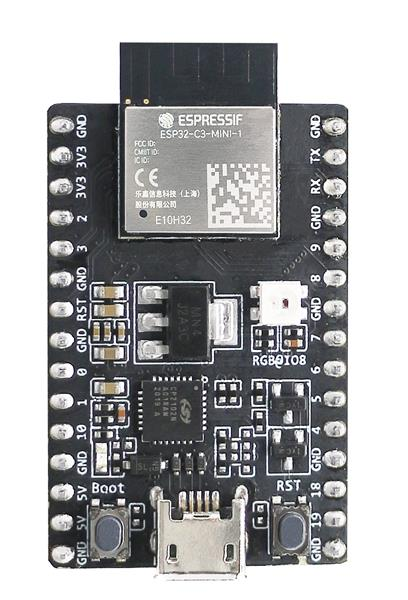 ESPRESSIF
ESP32-C3-MINI-1
FCC ID:
CMIIT ID:
IC ID:
CE
乐鑫信息科技(上海)
股份有限公司
E10H32
GND
3V3
3V3
2
3
GND
RST
GND
0
1
10
GND
5V
5V
GND
GND
TX
RX
GND
9
8
GND
7
6
5
4
GND
18
19
GND
RGB@IO8
CP2102N
Boot
RST